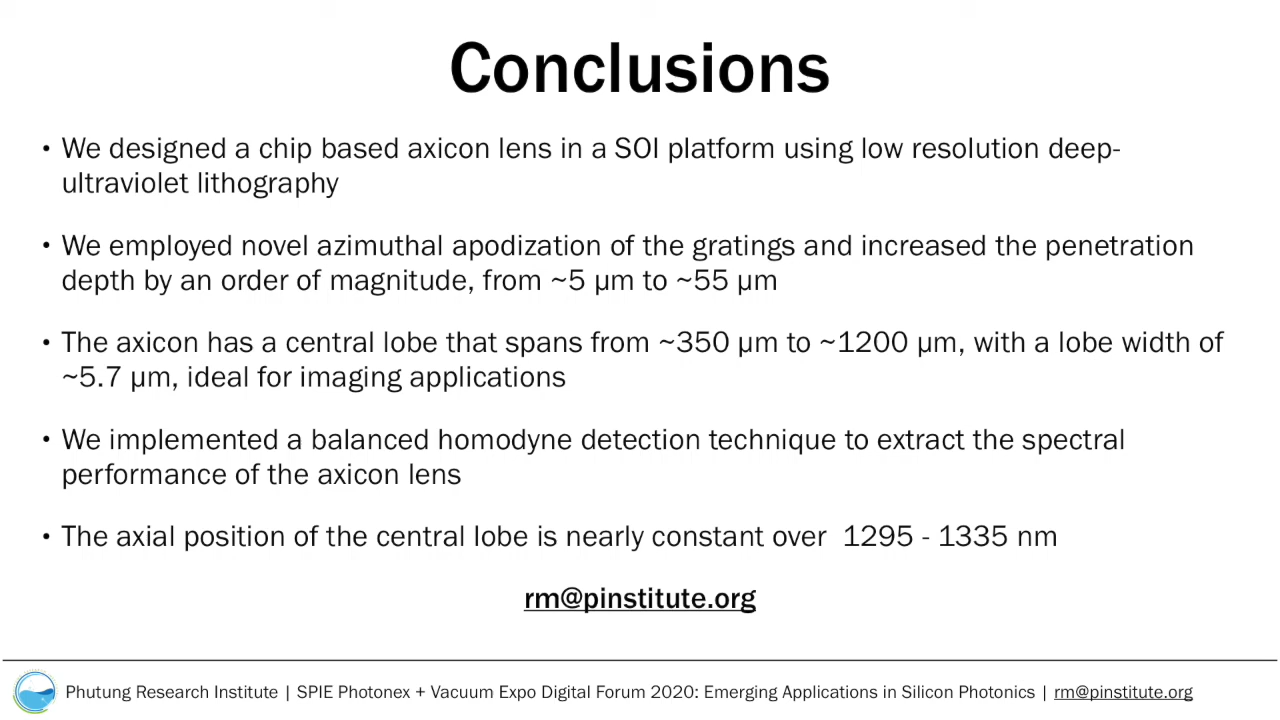 Conclusions
• We designed a chip based axicon lens in a SOI platform using low resolution deep-
ultraviolet lithography
• We employed novel azimuthal apodization of the gratings and increased the penetration
depth by an order of magnitude, from ~5 µm to ~55 µm
• The axicon has a central lobe that spans from ~350 µm to ~1200 µm, with a lobe width of
~5.7 µm, ideal for imaging applications
• We implemented a balanced homodyne detection technique to extract the spectral
performance of the axicon lens
• The axial position of the central lobe is nearly constant over  1295 - 1335 nm
rm@pinstitute.org
Phutung Research Institute | SPIE Photonex + Vacuum Expo Digital Forum 2020: Emerging Applications in Silicon Photonics | rm@pinstitute.org